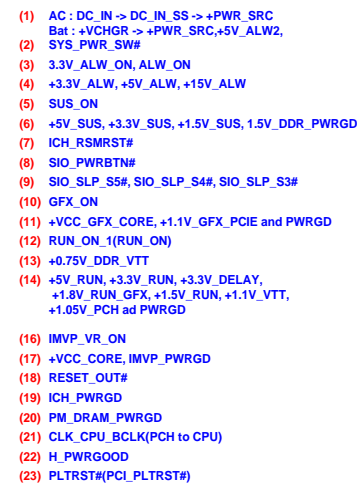 (1) AC : DC_IN -> DC_IN_SS -> +PWR_SRC
Bat : +VCHGR -> +PWR_SRC,+5V_ALW2,
(2) SYS_PWR_SW#
(3) 3.3V_ALW_ON, ALW_ON
(4) +3.3V_ALW, +5V_ALW, +15V_ALW
(5) SUS_ON
(6) +5V_SUS, +3.3V_SUS, +1.5V_SUS, 1.5V_DDR_PWRGD
(7) ICH_RSMRST#
(8) SIO_PWRBTN#
(9) SIO_SLP_S5#, SIO_SLP_S4#, SIO_SLP_S3#
(10) GFX_ON
(11) +VCC_GFX_CORE, +1.1V_GFX_PCIE and PWRGD
(12) RUN_ON_1(RUN_ON)
(13) +0.75V_DDR_VTT
(14) +5V_RUN, +3.3V_RUN, +3.3V_DELAY,
+1.8V_RUN_GFX, +1.5V_RUN, +1.1V_VTT,
+1.05V_PCH ad PWRGD
(16) IMVP_VR_ON
(17) +VCC_CORE, IMVP_PWRGD
(18) RESET_OUT#
(19) ICH_PWRGD
(20) PM_DRAM_PWRGD
(21) CLK_CPU_BCLK(PCH to CPU)
(22) H_PWRGOOD
(23) PLTRST#(PCI_PLTRST#)